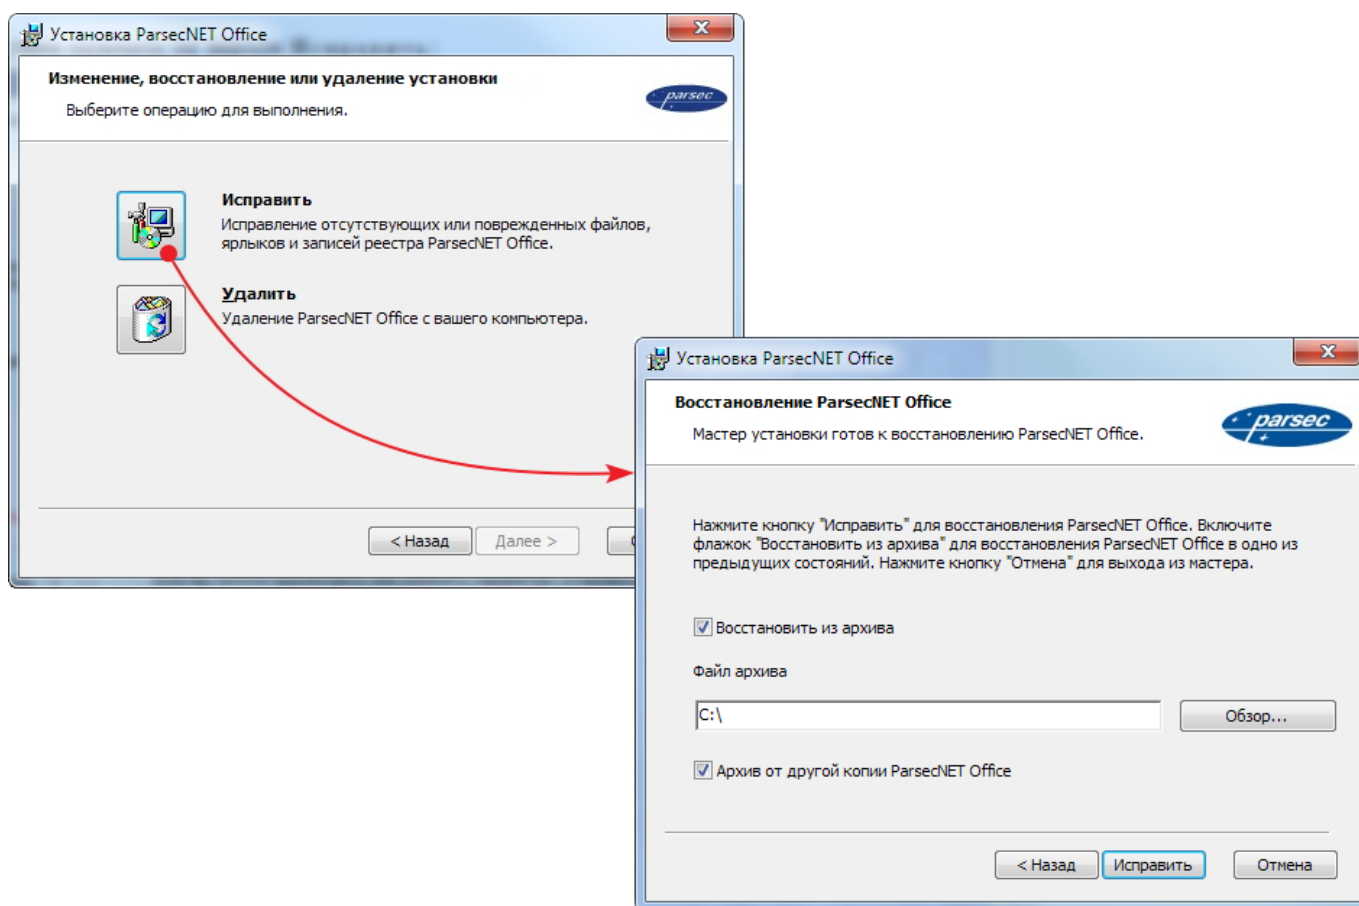 Установка ParsecNET Office
Изменение, восстановление или удаление установки
Выберите операцию для выполнения.
parsec
Исправить
Исправление отсутствующих или поврежденных файлов,
ярлыков и записей реестра ParsecNET Office.
Удалить
Удаление ParsecNET Office с вашего компьютера.
< Назад
Далее >
Установка ParsecNET Office
Восстановление ParsecNET Office
Мастер установки готов к восстановлению ParsecNET Office.
parsec
Нажмите кнопку "Исправить" для восстановления ParsecNET Office. Включите
флажок "Восстановить из архива" для восстановления ParsecNET Office в одно из
предыдущих состояний. Нажмите кнопку "Отмена" для выхода из мастера.
Восстановить из архива
Файл архива
C:\
Обзор...
Архив от другой копии ParsecNET Office
< Назад
Исправить
Отмена